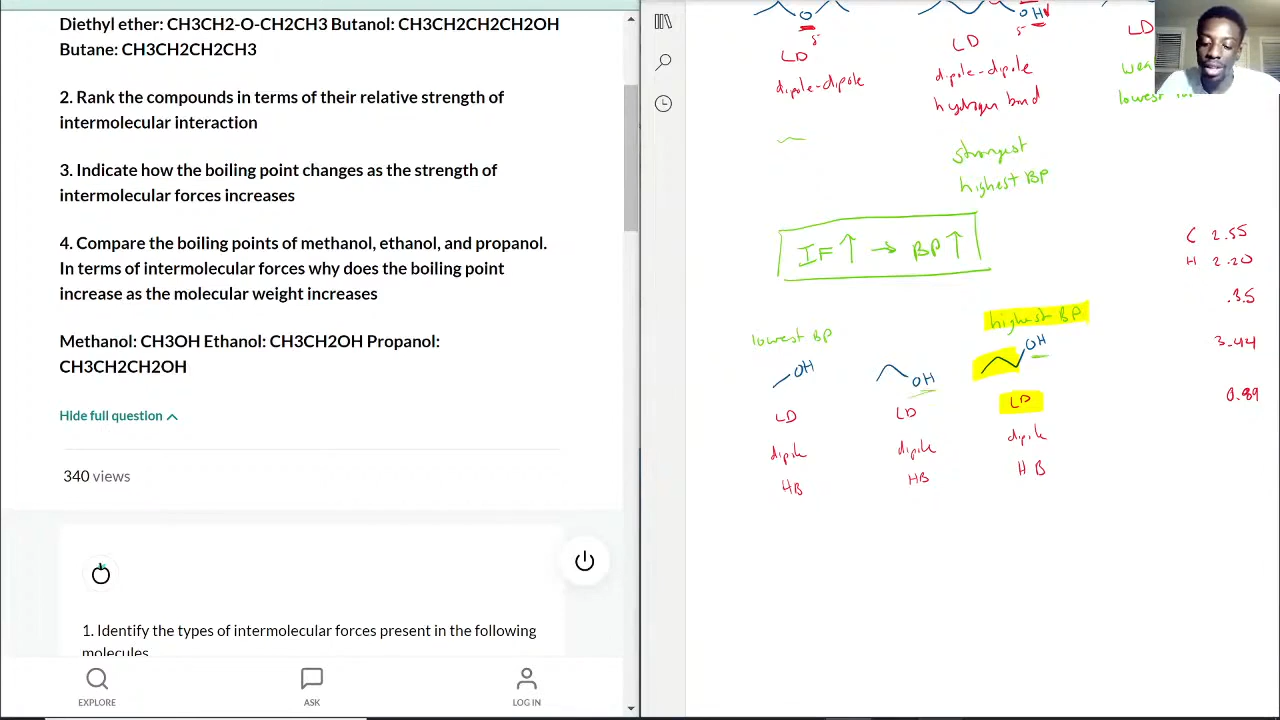 Diethyl ether: CH3CH2-O-CH2CH3 Butanol: CH3CH2CH2CH2OH
Butane: CH3CH2CH2CH3
2. Rank the compounds in terms of their relative strength of
intermolecular interaction
3. Indicate how the boiling point changes as the strength of
intermolecular forces increases
4. Compare the boiling points of methanol, ethanol, and propanol.
In terms of intermolecular forces why does the boiling point
increase as the molecular weight increases
Methanol: CH3OH Ethanol: CH3CH2OH Propanol:
CH3CH2CH2OH
Hide full question
340 views
1. Identify the types of intermolecular forces present in the following
molecules
EXPLORE
ASK
LOG IN
O
δ-
LD
dipole-dipole
OH
δ-
LD
dipole-dipole
hydrogen bond
strongest
highest BP
LD
lowest
IF ↑ → BP ↑
C 2.55
H 2.20
.35
3.44
0.89
lowest BP
OH
LD
dipole
HB
OH
LD
dipole
HB
highest BP
OH
LD
dipole
HB